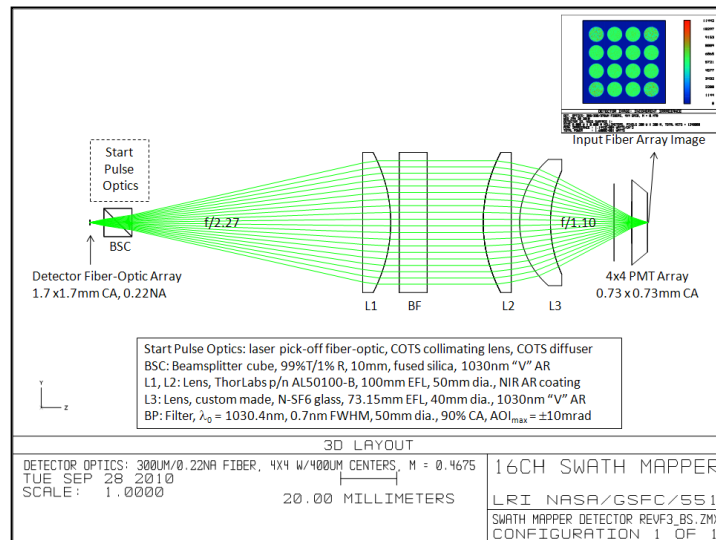 Input Fiber Array Image
Start
Pulse
Optics
f/2.27
f/1.10
BSC
Detector Fiber-Optic Array
1.7 x1.7mm CA, 0.22NA
4x4 PMT Array
0.73 x 0.73mm CA
L1
BF
L2
L3
Start Pulse Optics: laser pick-off fiber-optic, COTS collimating lens, COTS diffuser
BSC: Beamsplitter cube, 99%T/1% R, 10mm, fused silica, 1030nm “V” AR
L1, L2: Lens, ThorLabs p/n AL50100-B, 100mm EFL, 50mm dia., NIR AR coating
L3: Lens, custom made, N-SF6 glass, 73.15mm EFL, 40mm dia., 1030nm “V” AR
BP: Filter, λ0 = 1030.4nm, 0.7nm FWHM, 50mm dia., 90% CA, AOImax = ±10mrad
Y
Z
3D LAYOUT
DETECTOR OPTICS: 300UM/0.22NA FIBER, 4X4 W/400UM CENTERS, M = 0.4675
TUE SEP 28 2010
SCALE: 1.0000
20.00 MILLIMETERS
16CH SWATH MAPPER
LRI NASA/GSFC/551
SWATH MAPPER DETECTOR REVF3_BS.ZMX
CONFIGURATION 1 OF 1